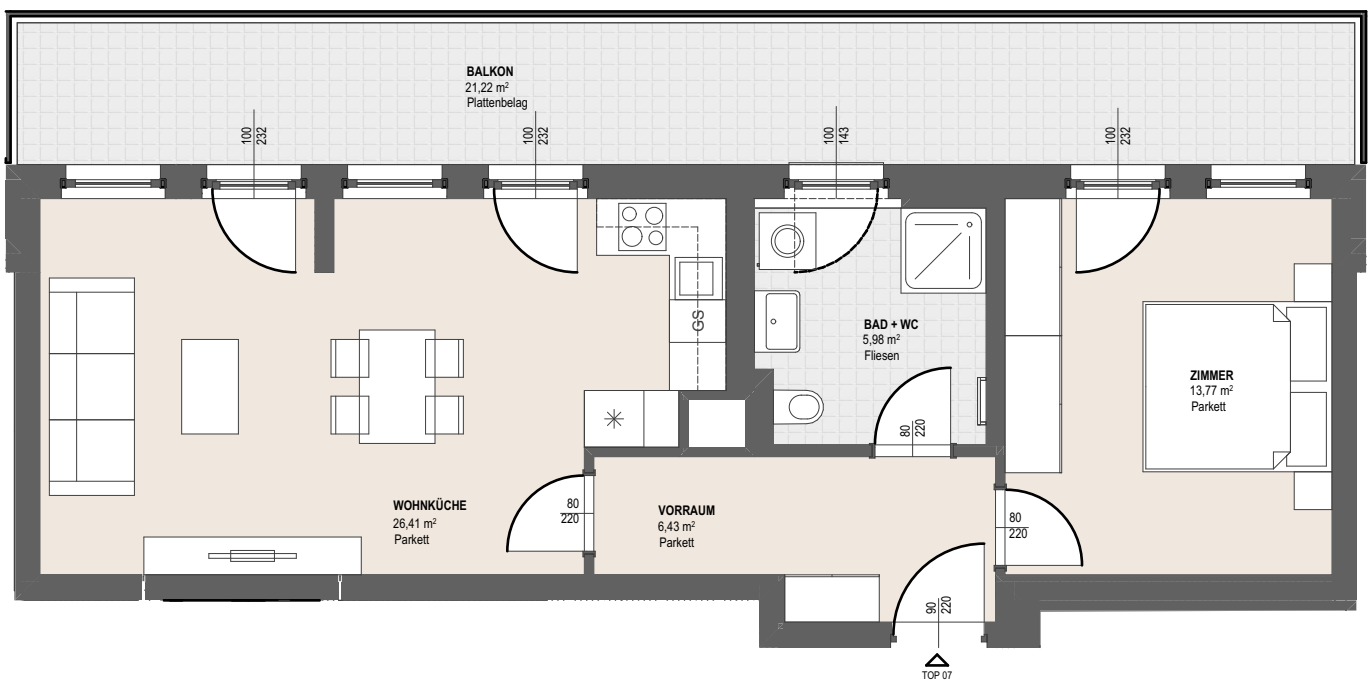 BALKON
21,22 m²
Plattenbelag
100
232
100
232
100
143
100
232
GS
BAD + WC
5,98 m²
Fliesen
ZIMMER
13,77 m²
Parkett
80
220
WOHNKÜCHE
26,41 m²
Parkett
80
220
VORRAUM
6,43 m²
Parkett
80
220
90
220
TOP 07